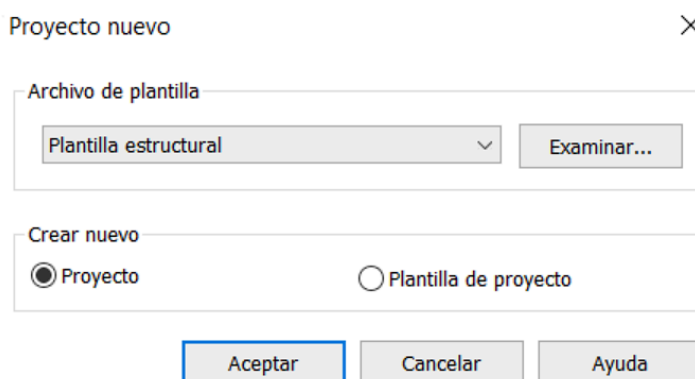 Proyecto nuevo
Archivo de plantilla
Plantilla estructural
Examinar...
Crear nuevo
Proyecto
Plantilla de proyecto
Aceptar
Cancelar
Ayuda